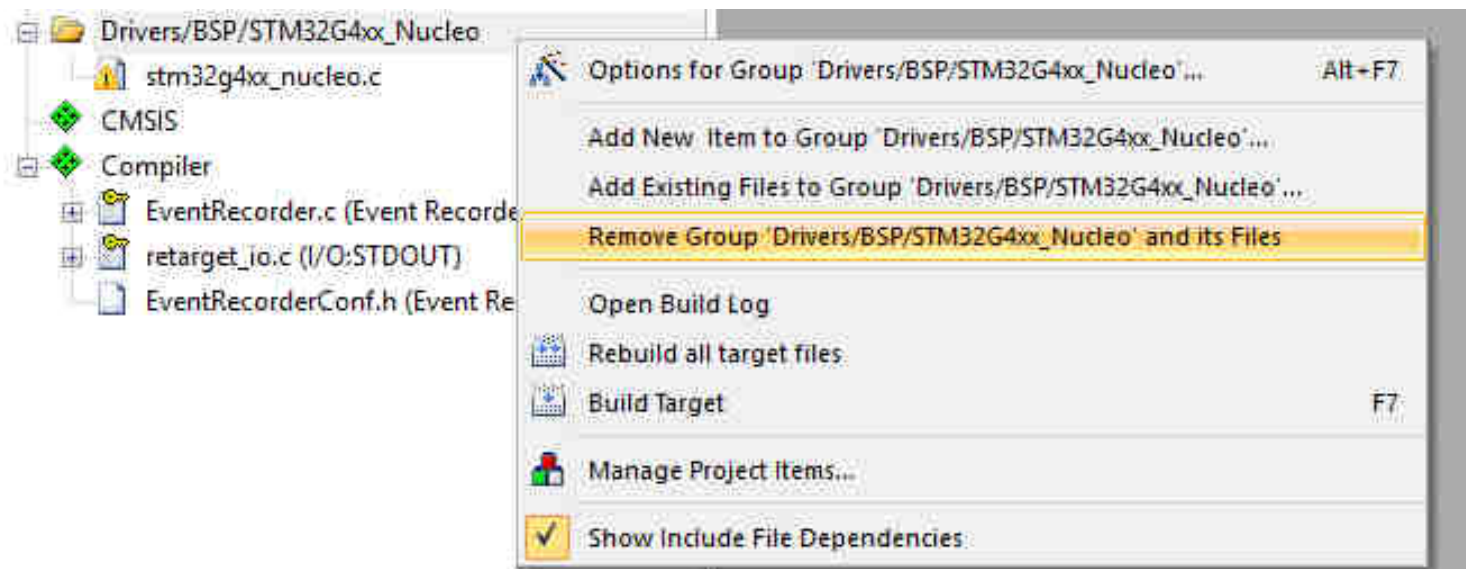 Drivers/BSP/STM32G4xx_Nucleo
stm32g4xx_nucleo.c
CMSIS
Compiler
EventRecorder.c (Event Recorde
retarget_io.c (I/O:STDOUT)
EventRecorderConf.h (Event Re
Options for Group 'Drivers/BSP/STM32G4xx_Nucleo'... Alt+F7
Add New Item to Group 'Drivers/BSP/STM32G4xx_Nucleo'...
Add Existing Files to Group 'Drivers/BSP/STM32G4xx_Nucleo'...
Remove Group 'Drivers/BSP/STM32G4xx_Nucleo' and its Files
Open Build Log
Rebuild all target files
Build Target F7
Manage Project Items...
Show Include File Dependencies